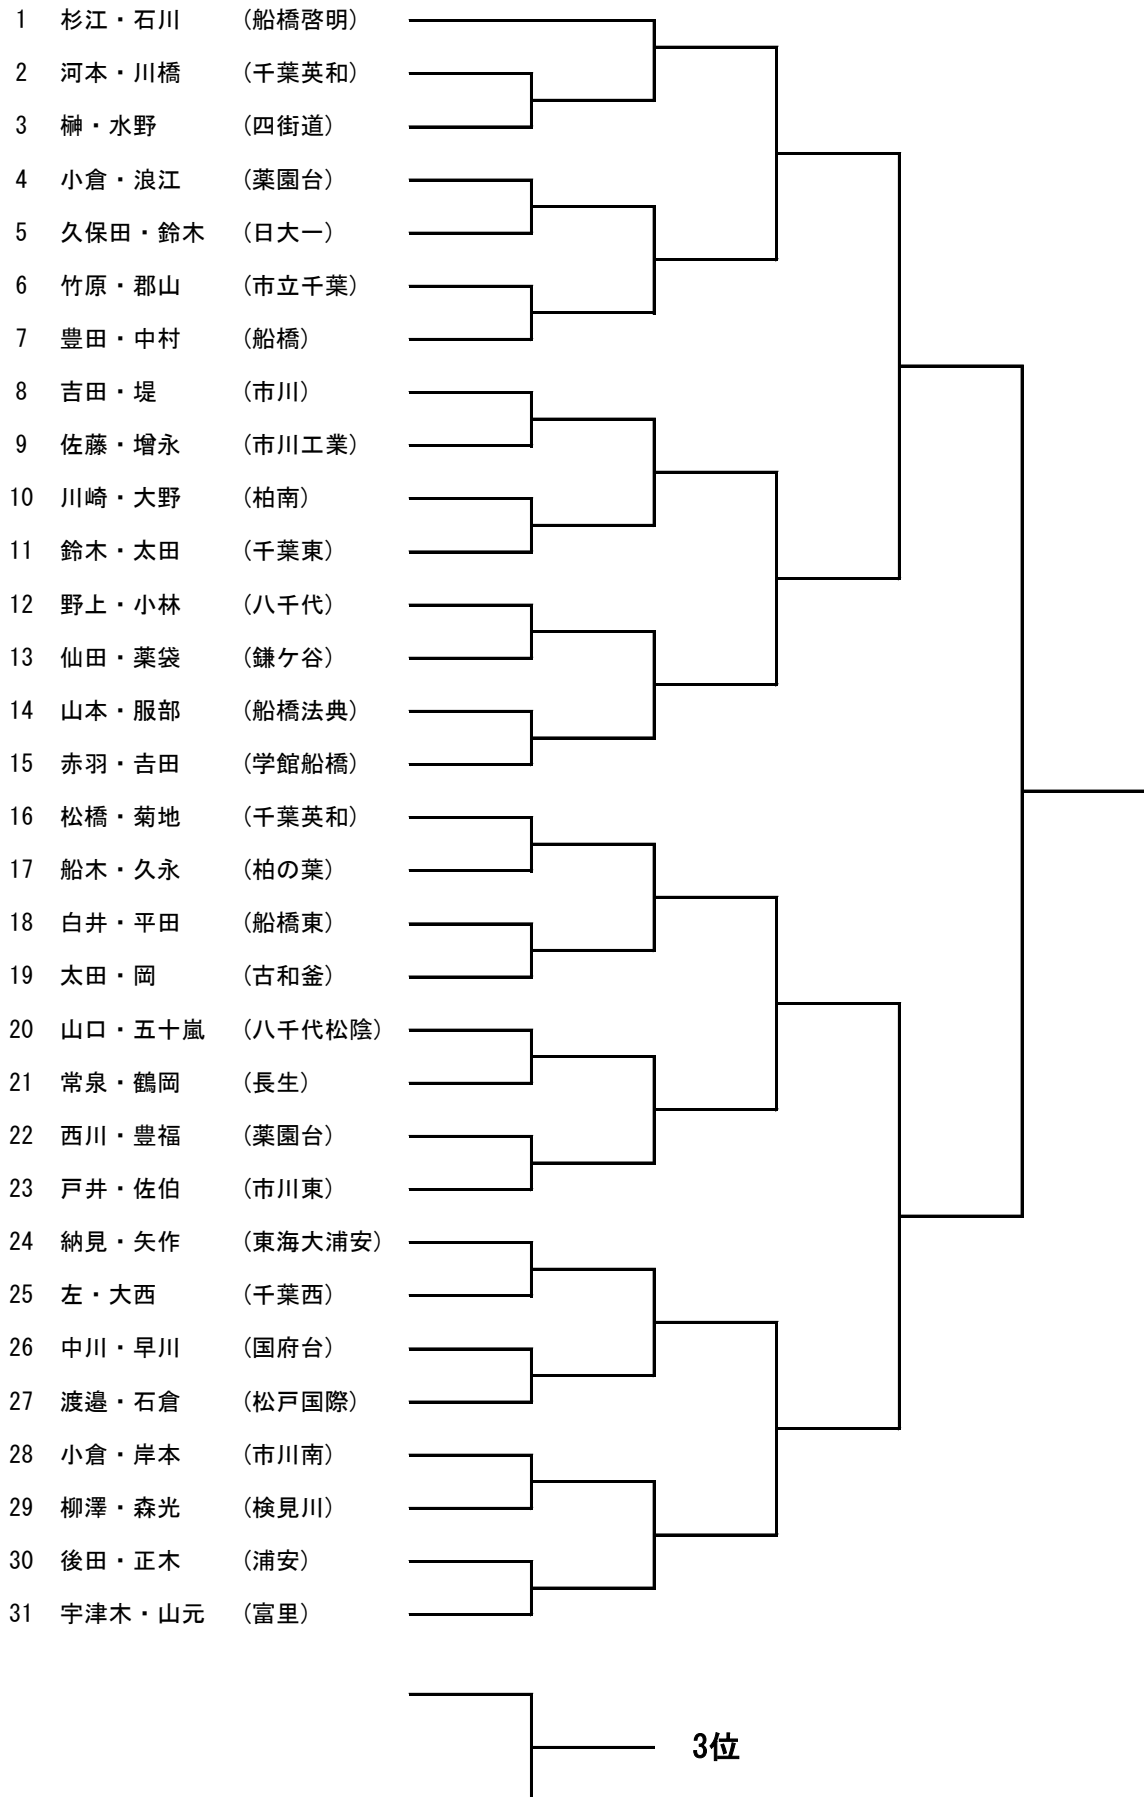 1 杉江・石川 (船橋啓明)
2 河本・川橋 (千葉英和)
3 榊・水野 (四街道)
4 小倉・浪江 (薬園台)
5 久保田・鈴木 (日大一)
6 竹原・郡山 (市立千葉)
7 豊田・中村 (船橋)
8 吉田・堤 (市川)
9 佐藤・増永 (市川工業)
10 川崎・大野 (柏南)
11 鈴木・太田 (千葉東)
12 野上・小林 (八千代)
13 仙田・薬袋 (鎌ケ谷)
14 山本・服部 (船橋法典)
15 赤羽・𠮷田 (学館船橋)
16 松橋・菊地 (千葉英和)
17 船木・久永 (柏の葉)
18 白井・平田 (船橋東)
19 太田・岡 (古和釜)
20 山口・五十嵐 (八千代松陰)
21 常泉・鶴岡 (長生)
22 西川・豊福 (薬園台)
23 戸井・佐伯 (市川東)
24 納見・矢作 (東海大浦安)
25 左・大西 (千葉西)
26 中川・早川 (国府台)
27 渡邉・石倉 (松戸国際)
28 小倉・岸本 (市川南)
29 柳澤・森光 (検見川)
30 後田・正木 (浦安)
31 宇津木・山元 (富里)
3位